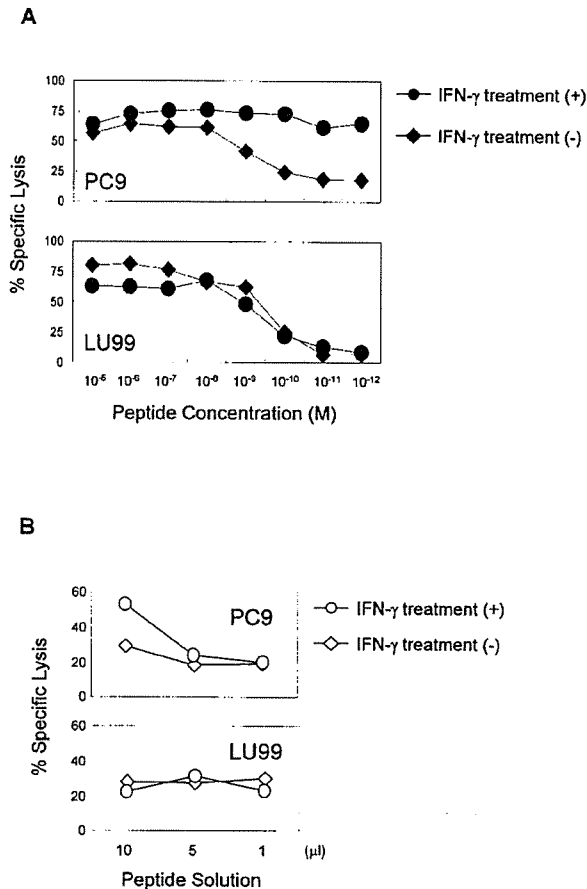 A
100
75
50
25
0
PC9
IFN-γ treatment (+)
IFN-γ treatment (-)
% Specific Lysis
100
75
50
25
0
LU99
10⁻⁵ 10⁻⁶ 10⁻⁷ 10⁻⁸ 10⁻⁹ 10⁻¹⁰ 10⁻¹¹ 10⁻¹²
Peptide Concentration (M)
B
60
40
20
0
PC9
IFN-γ treatment (+)
IFN-γ treatment (-)
% Specific Lysis
60
40
20
0
LU99
10 5 1 (μl)
Peptide Solution